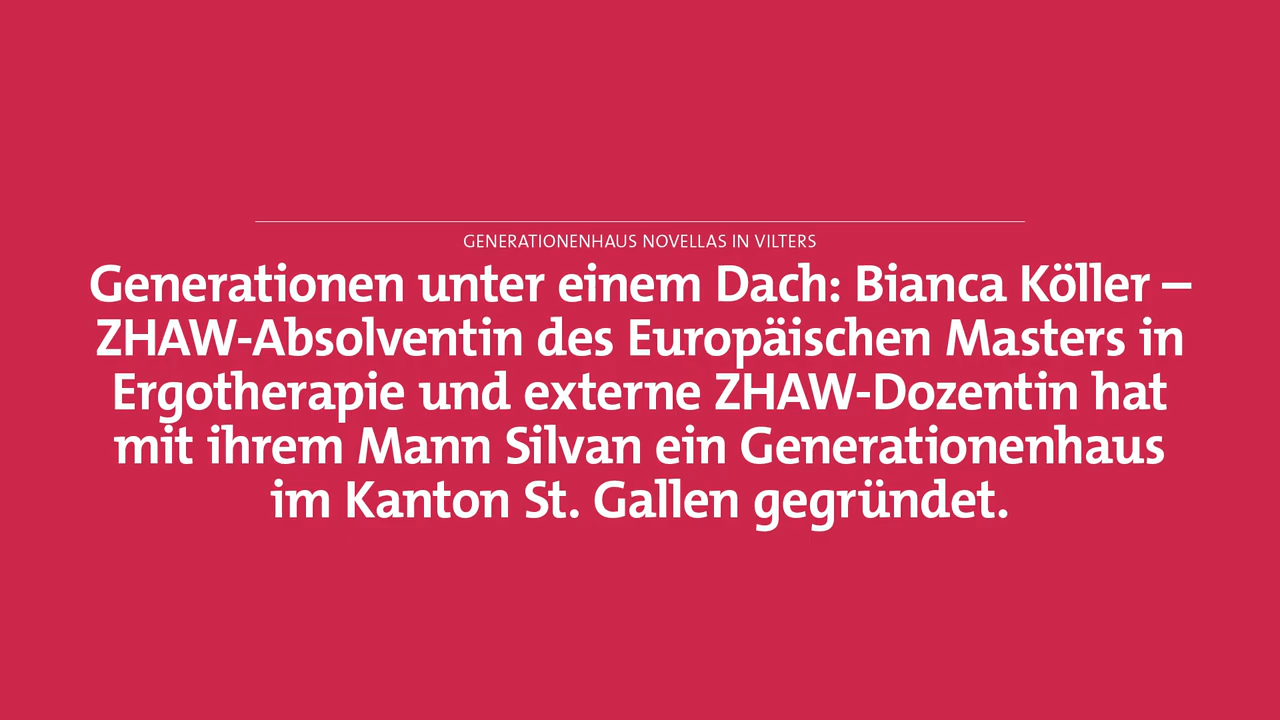 GENERATIONENHAUS NOVELLAS IN VILTERS
Generationen unter einem Dach: Bianca Köller –
ZHAW-Absolventin des Europäischen Masters in
Ergotherapie und externe ZHAW-Dozentin hat
mit ihrem Mann Silvan ein Generationenhaus
im Kanton St. Gallen gegründet.